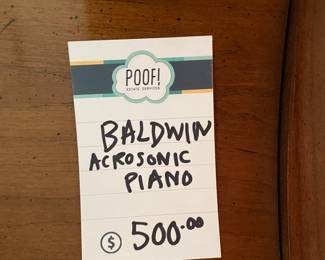 POOF!
ESTATE SERVICES
BALDWIN
ACROSONIC
PIANO
$ 500.00